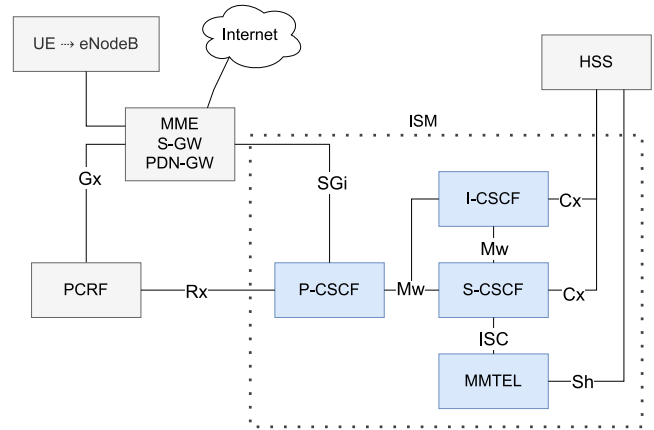 UE ⇢ eNodeB
Internet
HSS
MME
S-GW
PDN-GW
ISM
Gx
SGi
I-CSCF
Cx
Mw
PCRF
Rx
P-CSCF
Mw
S-CSCF
Cx
ISC
MMTEL
Sh